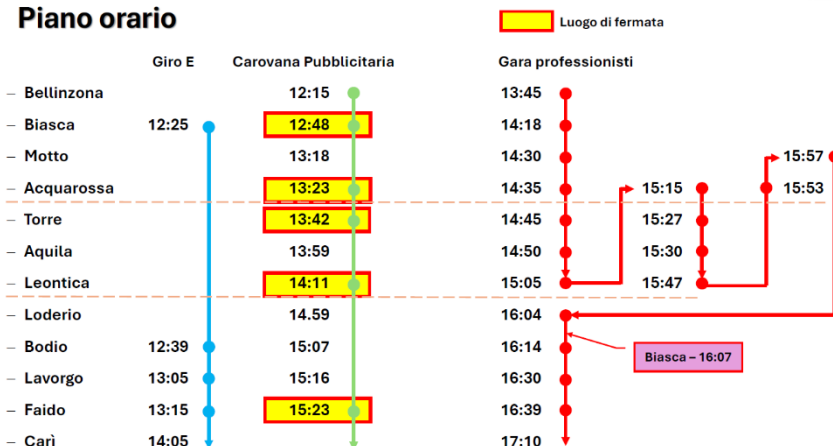 Piano orario
Luogo di fermata
Giro E Carovana Pubblicitaria Gara professionisti
– Bellinzona 12:15 13:45
– Biasca 12:25 12:48 14:18
– Motto 13:18 14:30 15:57
– Acquarossa 13:23 14:35 15:15 15:53
– Torre 13:42 14:45 15:27
– Aquila 13:59 14:50 15:30
– Leontica 14:11 15:05 15:47
– Loderio 14.59 16:04
– Bodio 12:39 15:07 16:14
Biasca – 16:07
– Lavorgo 13:05 15:16 16:30
– Faido 13:15 15:23 16:39
– Carì 14:05 17:10